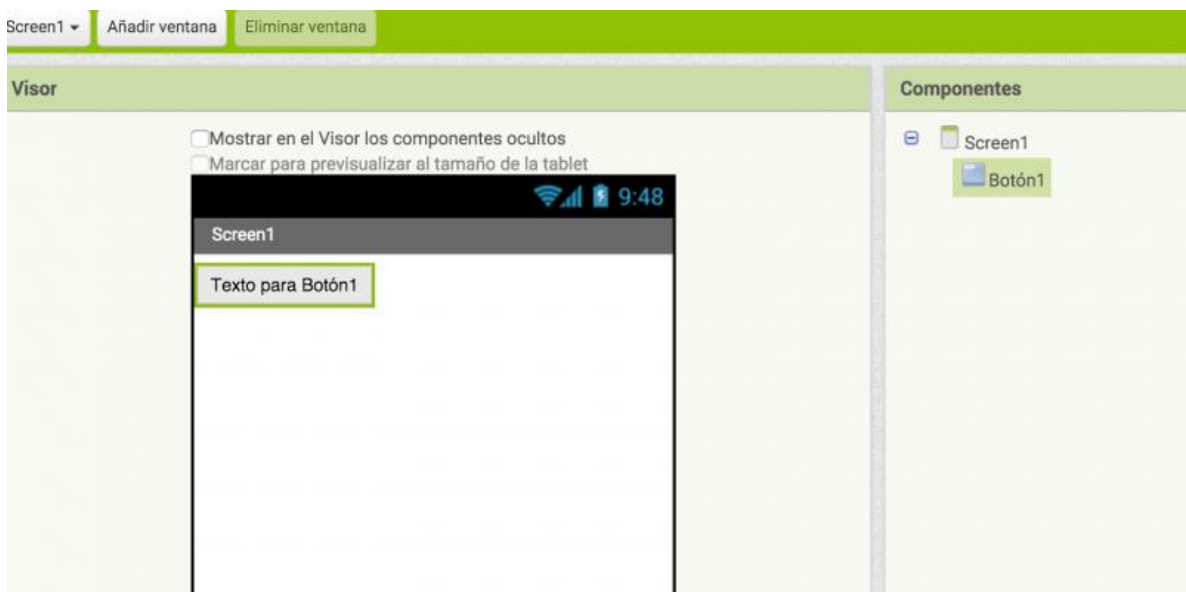 Screen1 Añadir ventana Eliminar ventana
Visor
Componentes
Mostrar en el Visor los componentes ocultos
Marcar para previsualizar al tamaño de la tablet
9:48
Screen1
Texto para Botón1
Screen1
Botón1